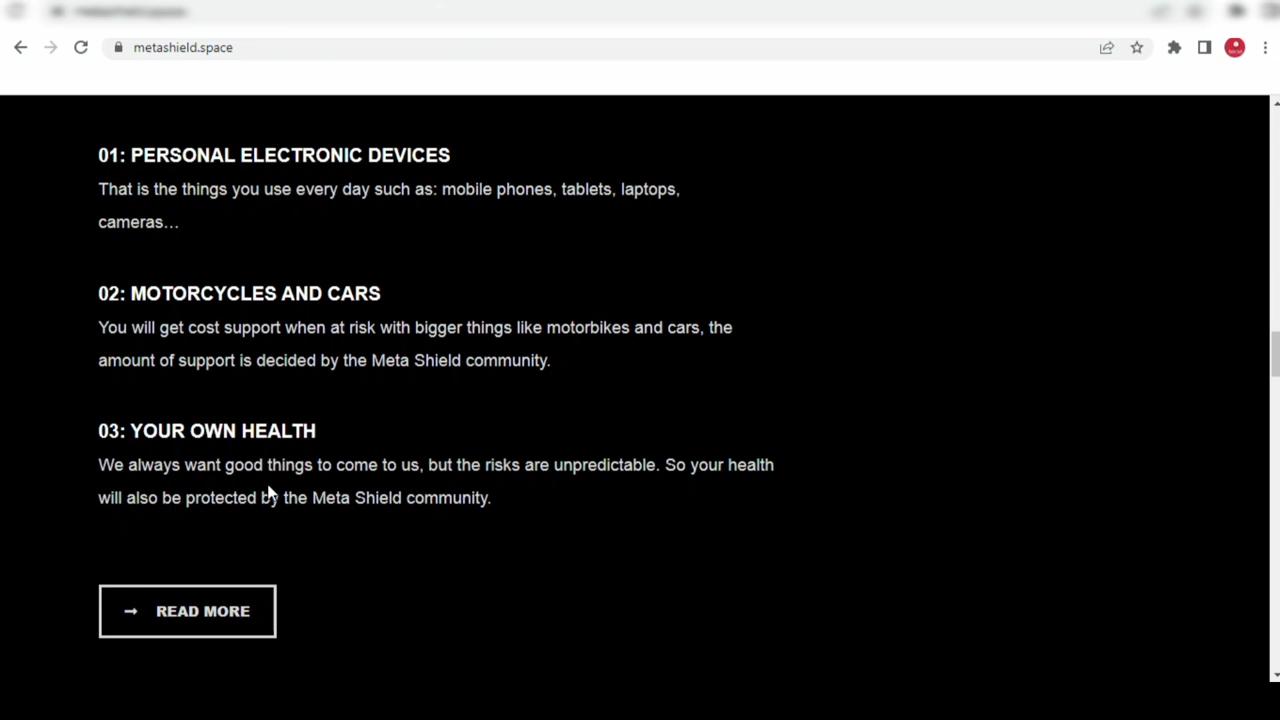 metashield.space
01: PERSONAL ELECTRONIC DEVICES
That is the things you use every day such as: mobile phones, tablets, laptops,
cameras...
02: MOTORCYCLES AND CARS
You will get cost support when at risk with bigger things like motorbikes and cars, the
amount of support is decided by the Meta Shield community.
03: YOUR OWN HEALTH
We always want good things to come to us, but the risks are unpredictable. So your health
will also be protected by the Meta Shield community.
→ READ MORE